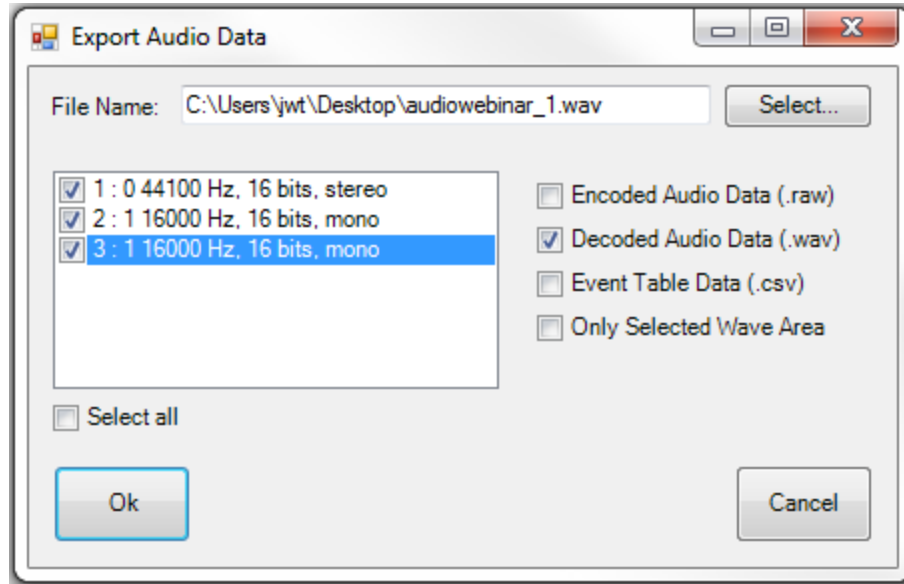 Export Audio Data
File Name: C:\Users\jwt\Desktop\audiowebinar_1.wav Select...
1 : 0 44100 Hz, 16 bits, stereo
2 : 1 16000 Hz, 16 bits, mono
3 : 1 16000 Hz, 16 bits, mono
Encoded Audio Data (.raw)
Decoded Audio Data (.wav)
Event Table Data (.csv)
Only Selected Wave Area
Select all
Ok Cancel